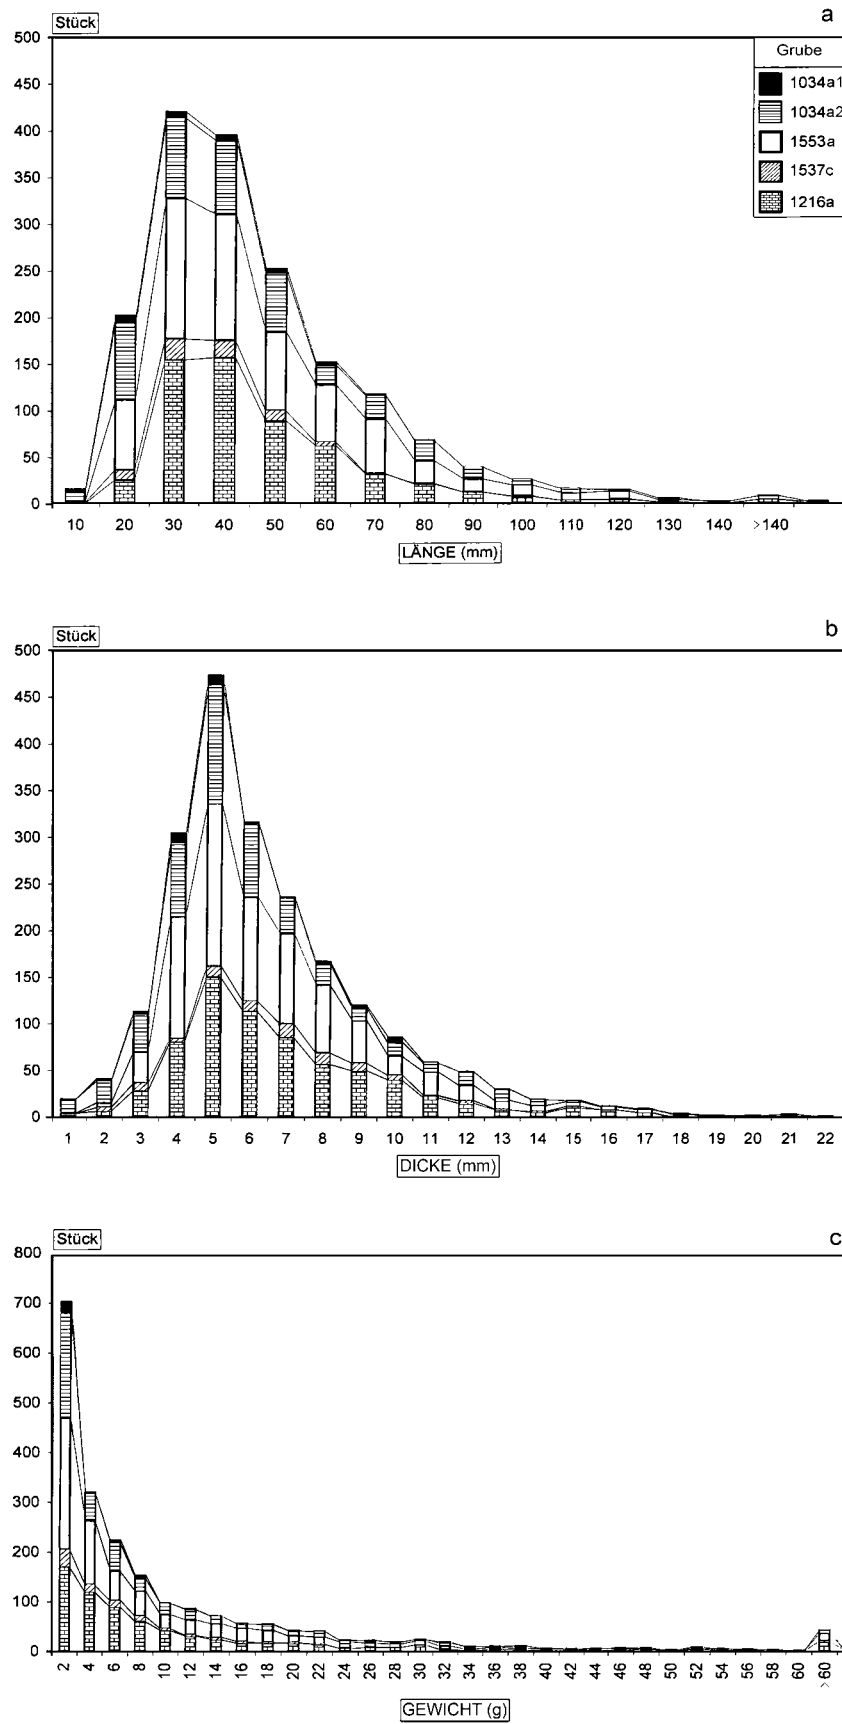 a
Stück
500
450
400
350
300
250
200
150
100
50
0
Grube
1034a1
1034a2
1553a
1537c
1216a
10 20 30 40 50 60 70 80 90 100 110 120 130 140 >140
LÄNGE (mm)
b
Stück
500
450
400
350
300
250
200
150
100
50
0
1 2 3 4 5 6 7 8 9 10 11 12 13 14 15 16 17 18 19 20 21 22
DICKE (mm)
c
Stück
800
700
600
500
400
300
200
100
0
2 4 6 8 10 12 14 16 18 20 22 24 26 28 30 32 34 36 38 40 42 44 46 48 50 52 54 56 58 60 >60
GEWICHT (g)